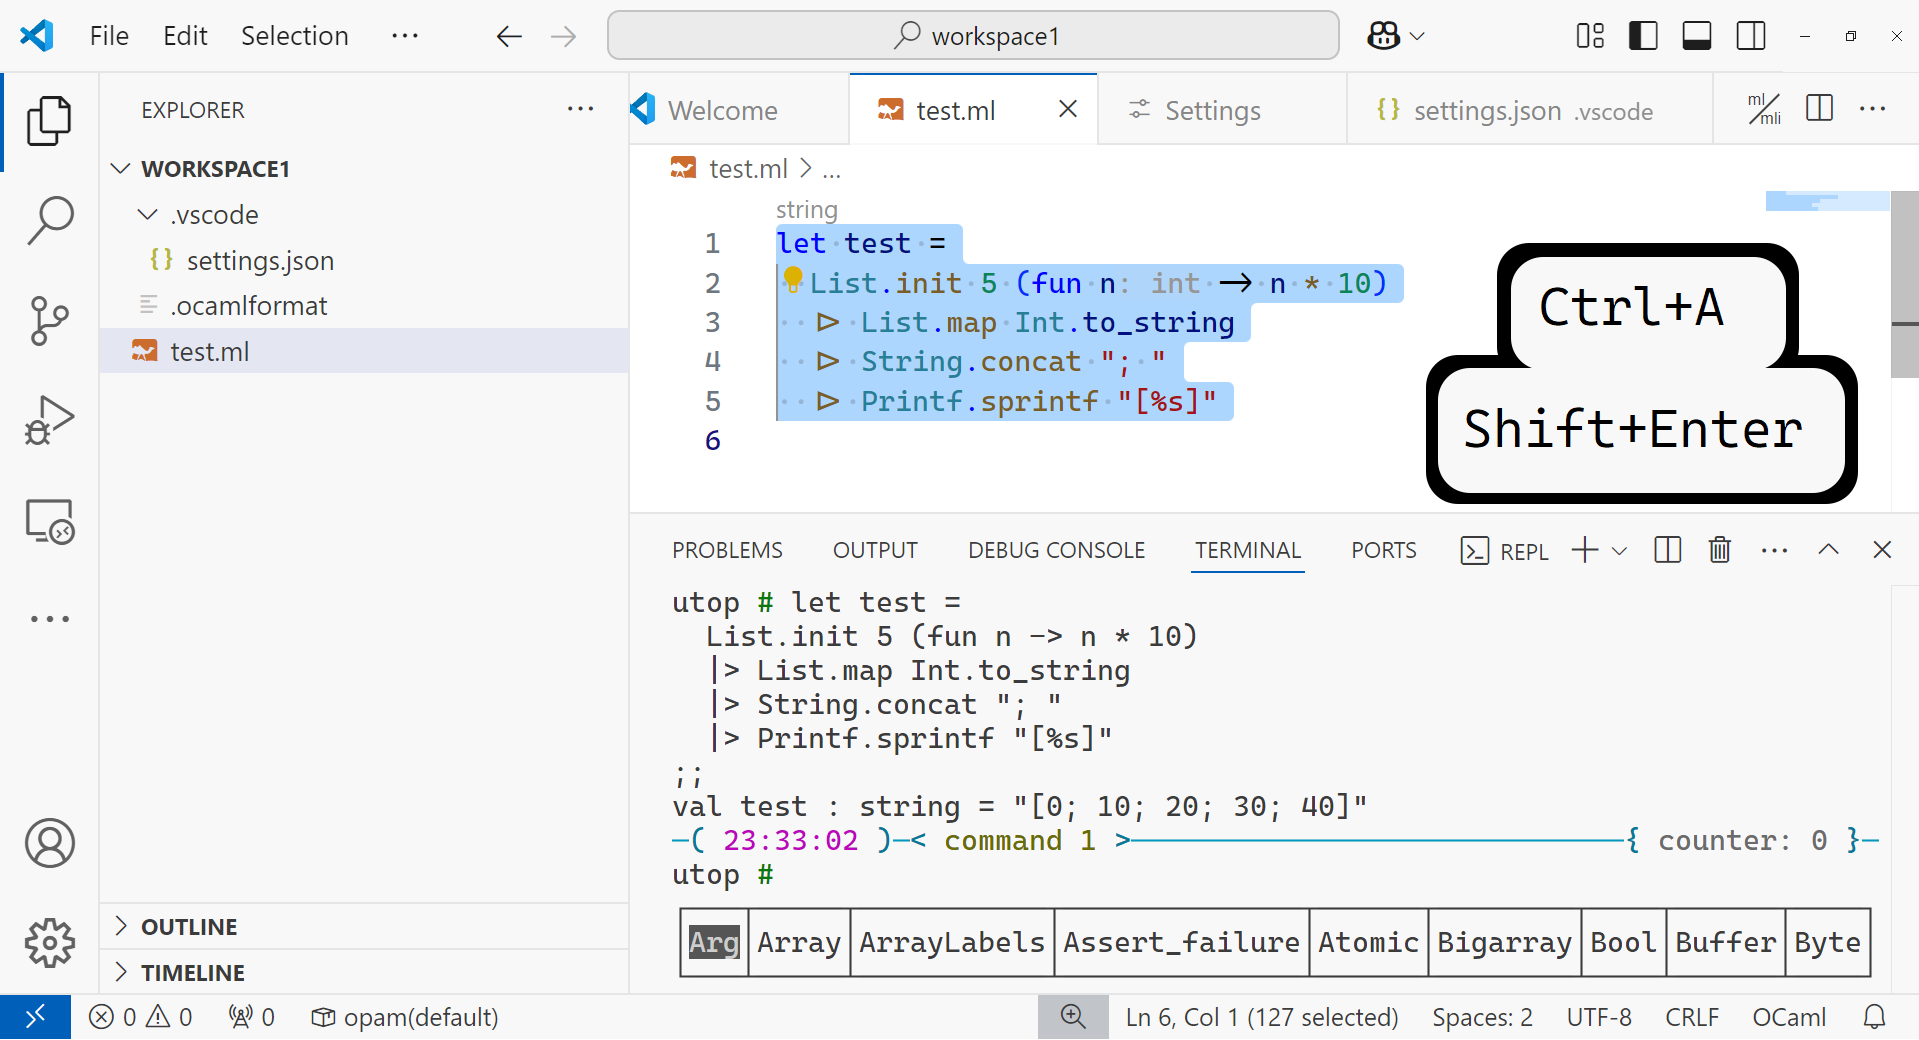 File Edit Selection ··· workspace1
EXPLORER ···
WORKSPACE1
.vscode
{} settings.json
.ocamlformat
test.ml
OUTLINE
TIMELINE
Welcome test.ml Settings {} settings.json .vscode ml/mli ···
test.ml > ...
string
1 let·test·=
2 ··List.init·5·(fun·n: int·->·n·*·10)
3 ··|>·List.map·Int.to_string
4 ··|>·String.concat·";·"
5 ··|>·Printf.sprintf·"[%s]"
6
Ctrl+A
Shift+Enter
PROBLEMS OUTPUT DEBUG CONSOLE TERMINAL PORTS REPL ···
utop # let test =
  List.init 5 (fun n -> n * 10)
  |> List.map Int.to_string
  |> String.concat "; "
  |> Printf.sprintf "[%s]"
;;
val test : string = "[0; 10; 20; 30; 40]"
─( 23:33:02 )─< command 1 >─────────────{ counter: 0 }─
utop #
Arg Array ArrayLabels Assert_failure Atomic Bigarray Bool Buffer Byte
0 0 0 opam(default) Ln 6, Col 1 (127 selected) Spaces: 2 UTF-8 CRLF OCaml